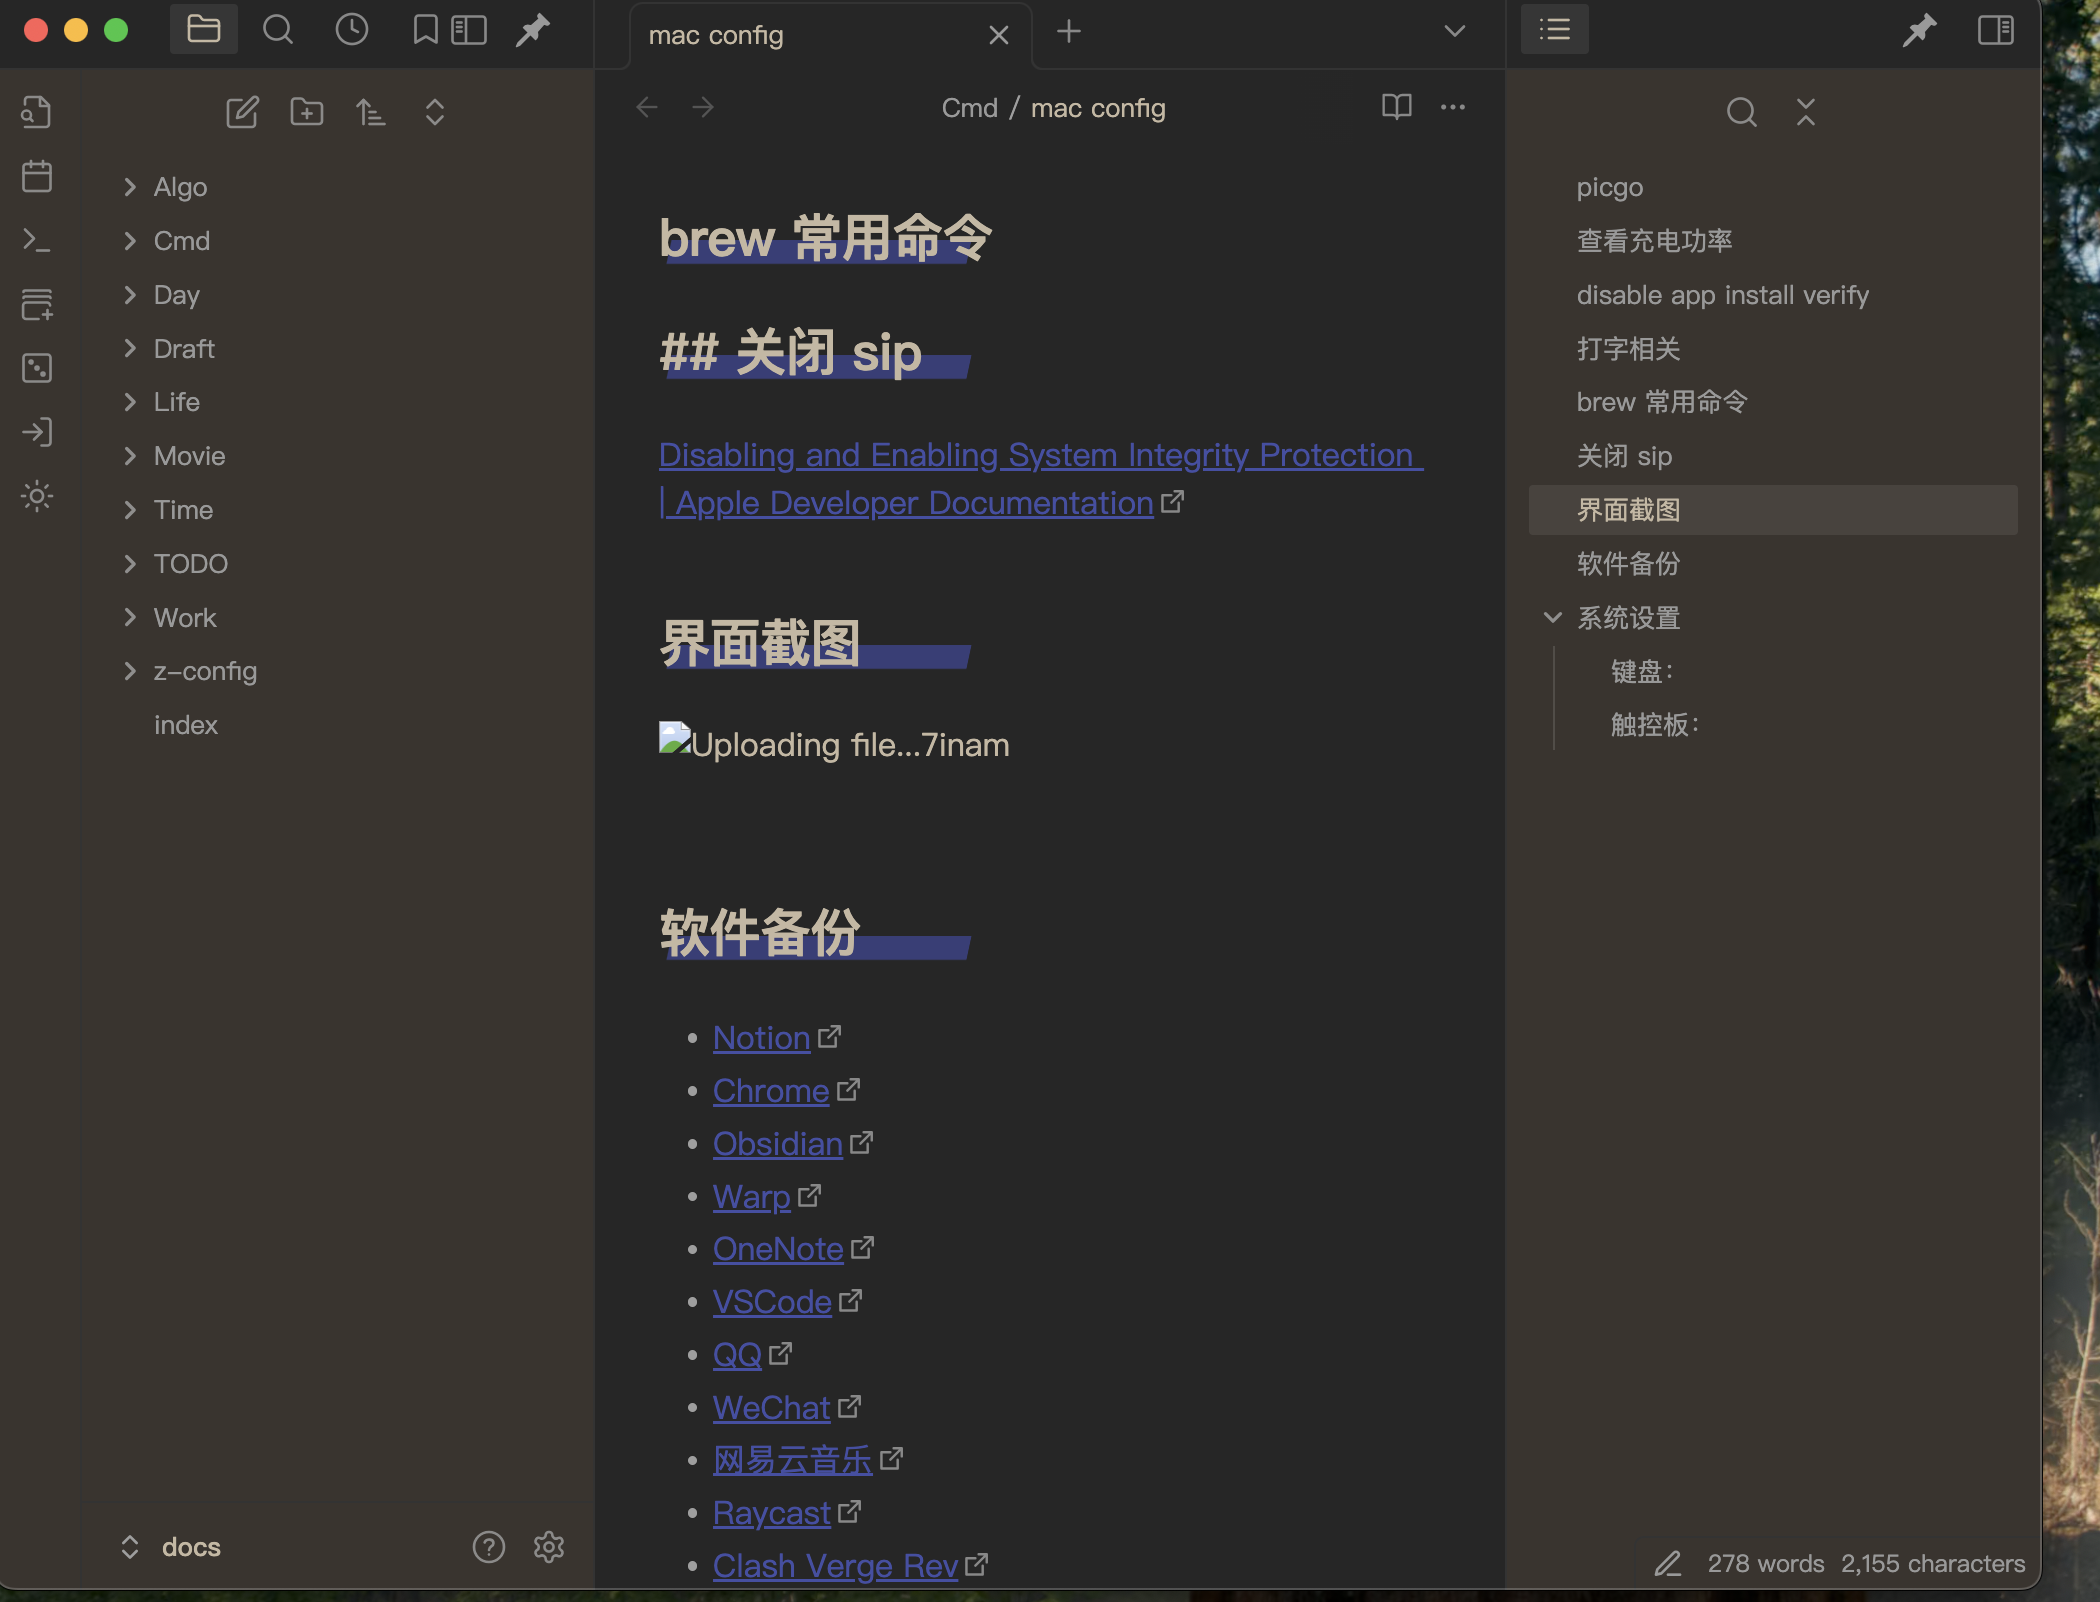 mac config
Cmd / mac config
Algo
Cmd
Day
Draft
Life
Movie
Time
TODO
Work
z-config
index
docs
brew 常用命令
## 关闭 sip
Disabling and Enabling System Integrity Protection
| Apple Developer Documentation
界面截图
Uploading file...7inam
软件备份
Notion
Chrome
Obsidian
Warp
OneNote
VSCode
QQ
WeChat
网易云音乐
Raycast
Clash Verge Rev
picgo
查看充电功率
disable app install verify
打字相关
brew 常用命令
关闭 sip
界面截图
软件备份
系统设置
键盘：
触控板：
278 words 2,155 characters